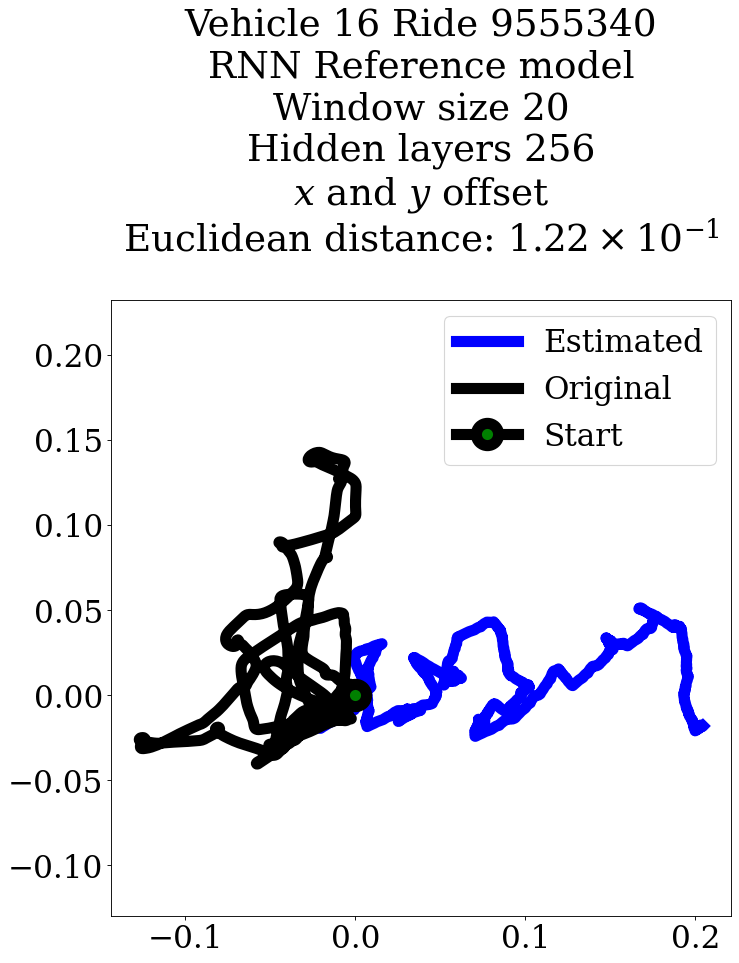 Vehicle 16 Ride 9555340
RNN Reference model
Window size 20
Hidden layers 256
x and y offset
Euclidean distance: 1.22 × 10⁻¹
Estimated
Original
Start
0.20
0.15
0.10
0.05
0.00
−0.05
−0.10
−0.1
0.0
0.1
0.2